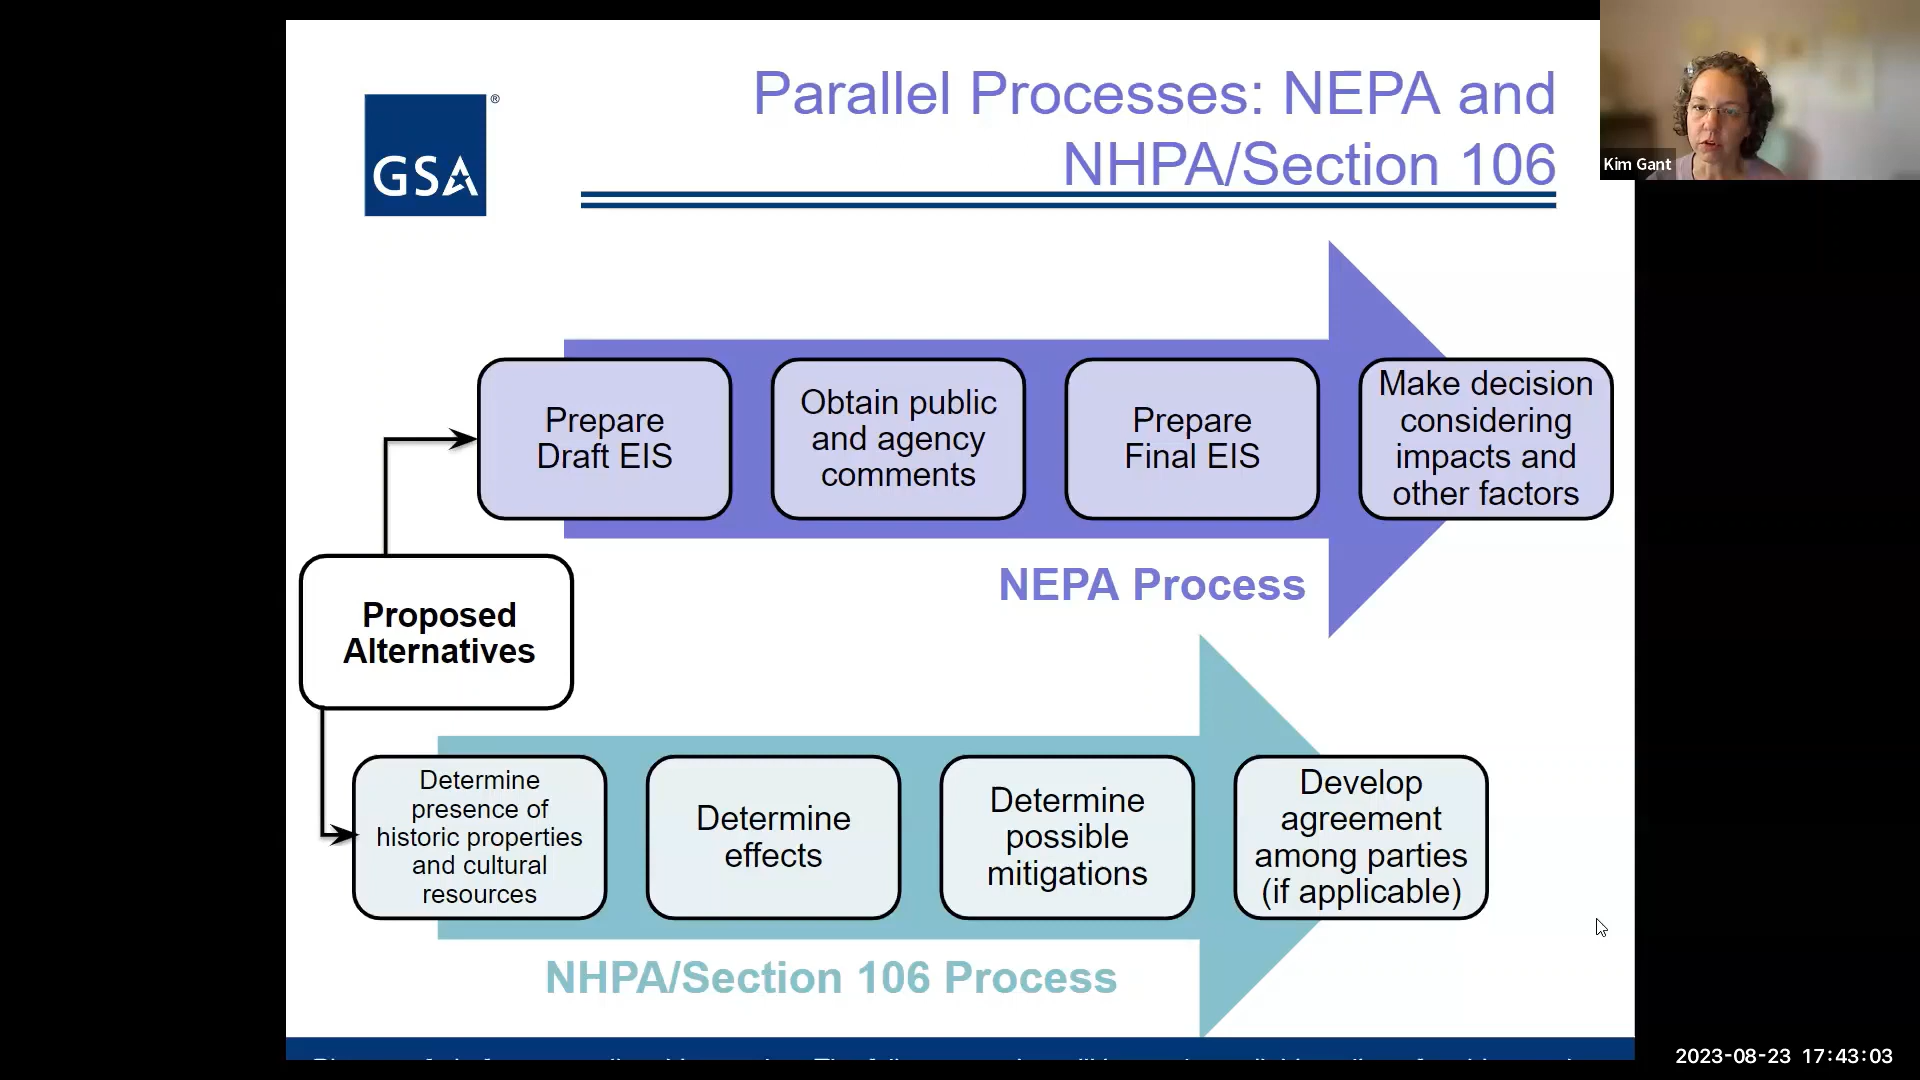 Parallel Processes: NEPA and
NHPA/Section 106
GSA
®
Kim Gant
Prepare
Draft EIS
Obtain public
and agency
comments
Prepare
Final EIS
Make decision
considering
impacts and
other factors
NEPA Process
Proposed
Alternatives
Determine
presence of
historic properties
and cultural
resources
Determine
effects
Determine
possible
mitigations
Develop
agreement
among parties
(if applicable)
NHPA/Section 106 Process
2023-08-23 17:43:03